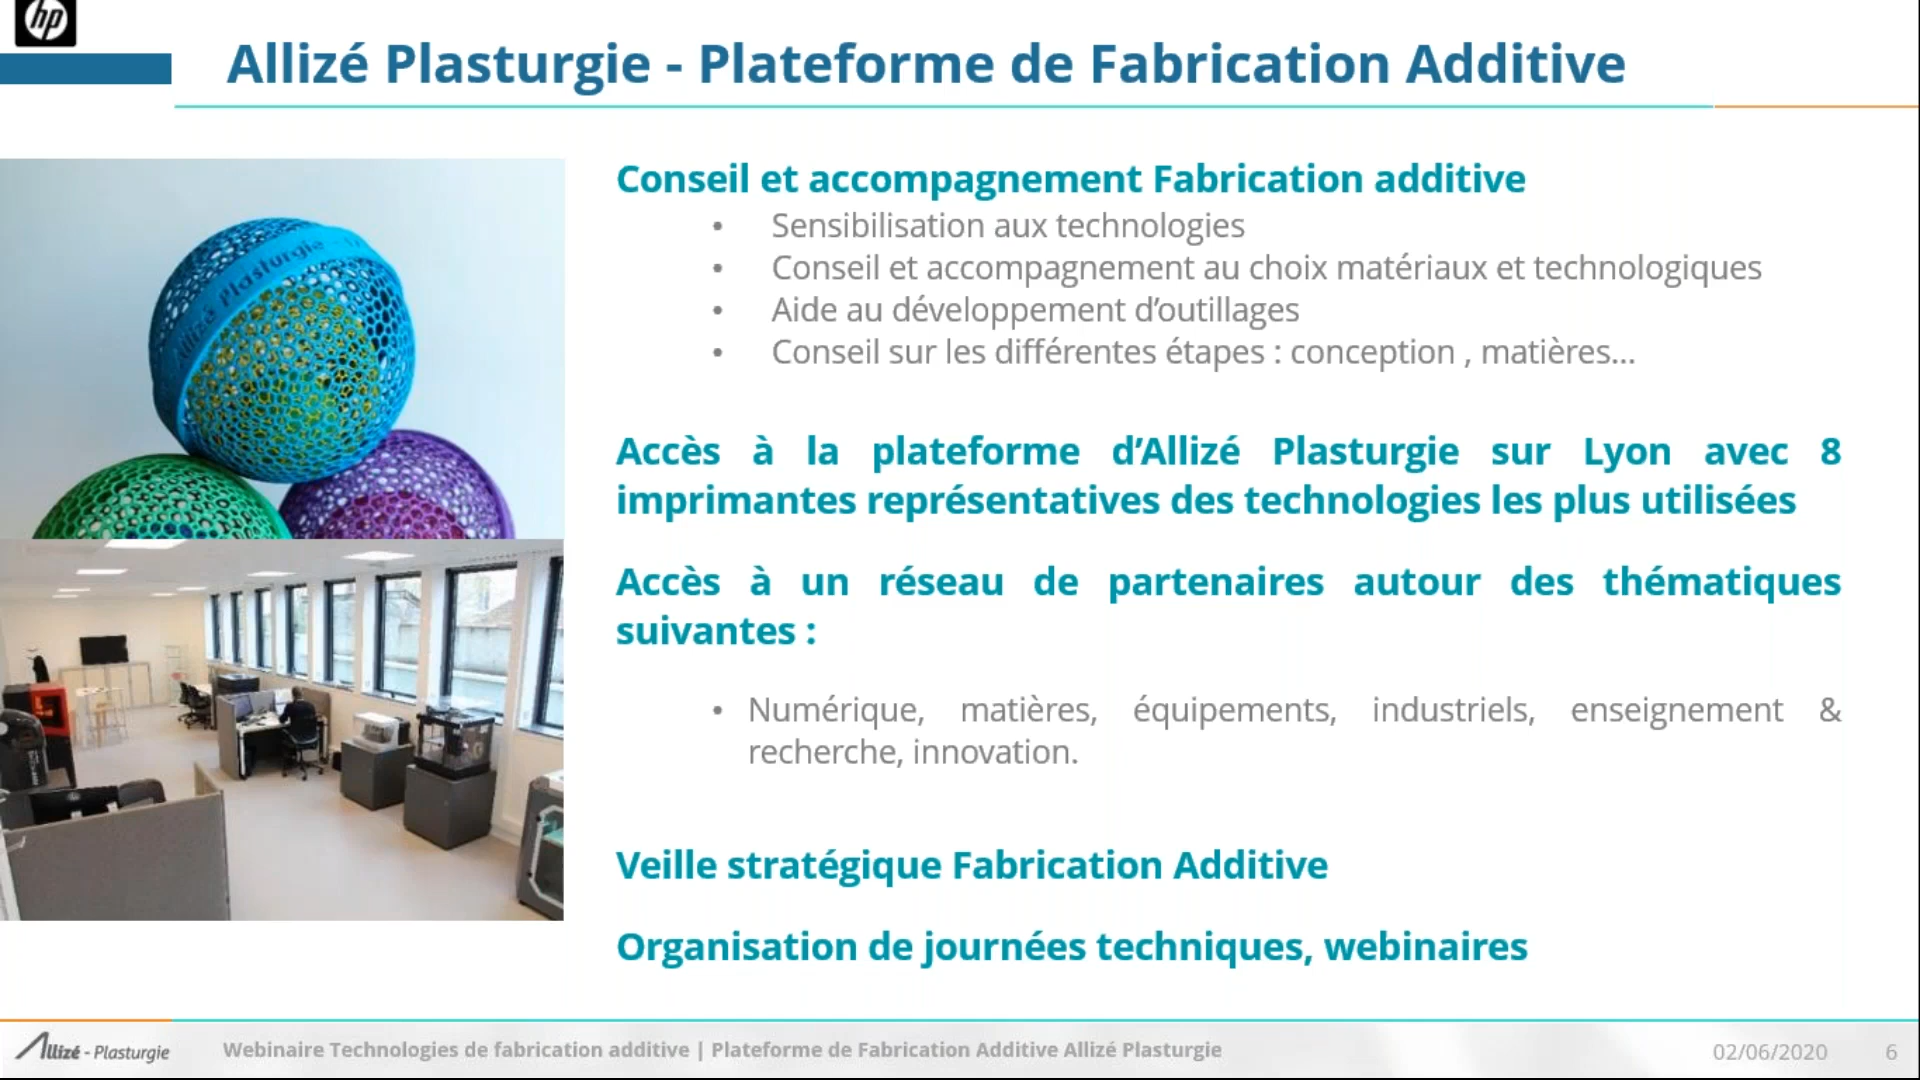 hp
Allizé Plasturgie - Plateforme de Fabrication Additive
Allizé Plasturgie
Conseil et accompagnement Fabrication additive
• Sensibilisation aux technologies
• Conseil et accompagnement au choix matériaux et technologiques
• Aide au développement d’outillages
• Conseil sur les différentes étapes : conception , matières...
Accès à la plateforme d’Allizé Plasturgie sur Lyon avec 8
imprimantes représentatives des technologies les plus utilisées
Accès à un réseau de partenaires autour des thématiques
suivantes :
• Numérique, matières, équipements, industriels, enseignement &
recherche, innovation.
Veille stratégique Fabrication Additive
Organisation de journées techniques, webinaires
Allizé - Plasturgie
Webinaire Technologies de fabrication additive | Plateforme de Fabrication Additive Allizé Plasturgie
02/06/2020
6